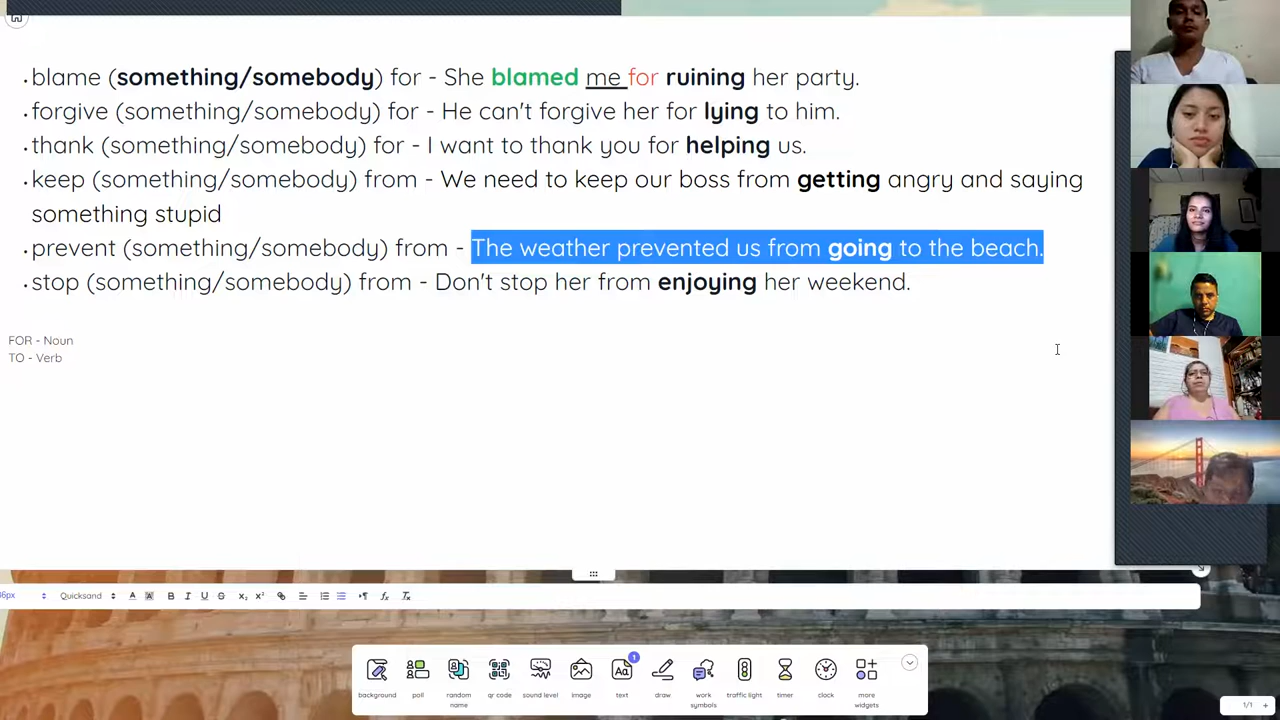 • blame (something/somebody) for - She blamed me for ruining her party.
• forgive (something/somebody) for - He can't forgive her for lying to him.
• thank (something/somebody) for - I want to thank you for helping us.
• keep (something/somebody) from - We need to keep our boss from getting angry and saying
something stupid
• prevent (something/somebody) from - The weather prevented us from going to the beach.
• stop (something/somebody) from - Don't stop her from enjoying her weekend.
FOR - Noun
TO - Verb
Quicksand
background poll random name qr code sound level image text draw work symbols traffic light timer clock more widgets
1
1/1